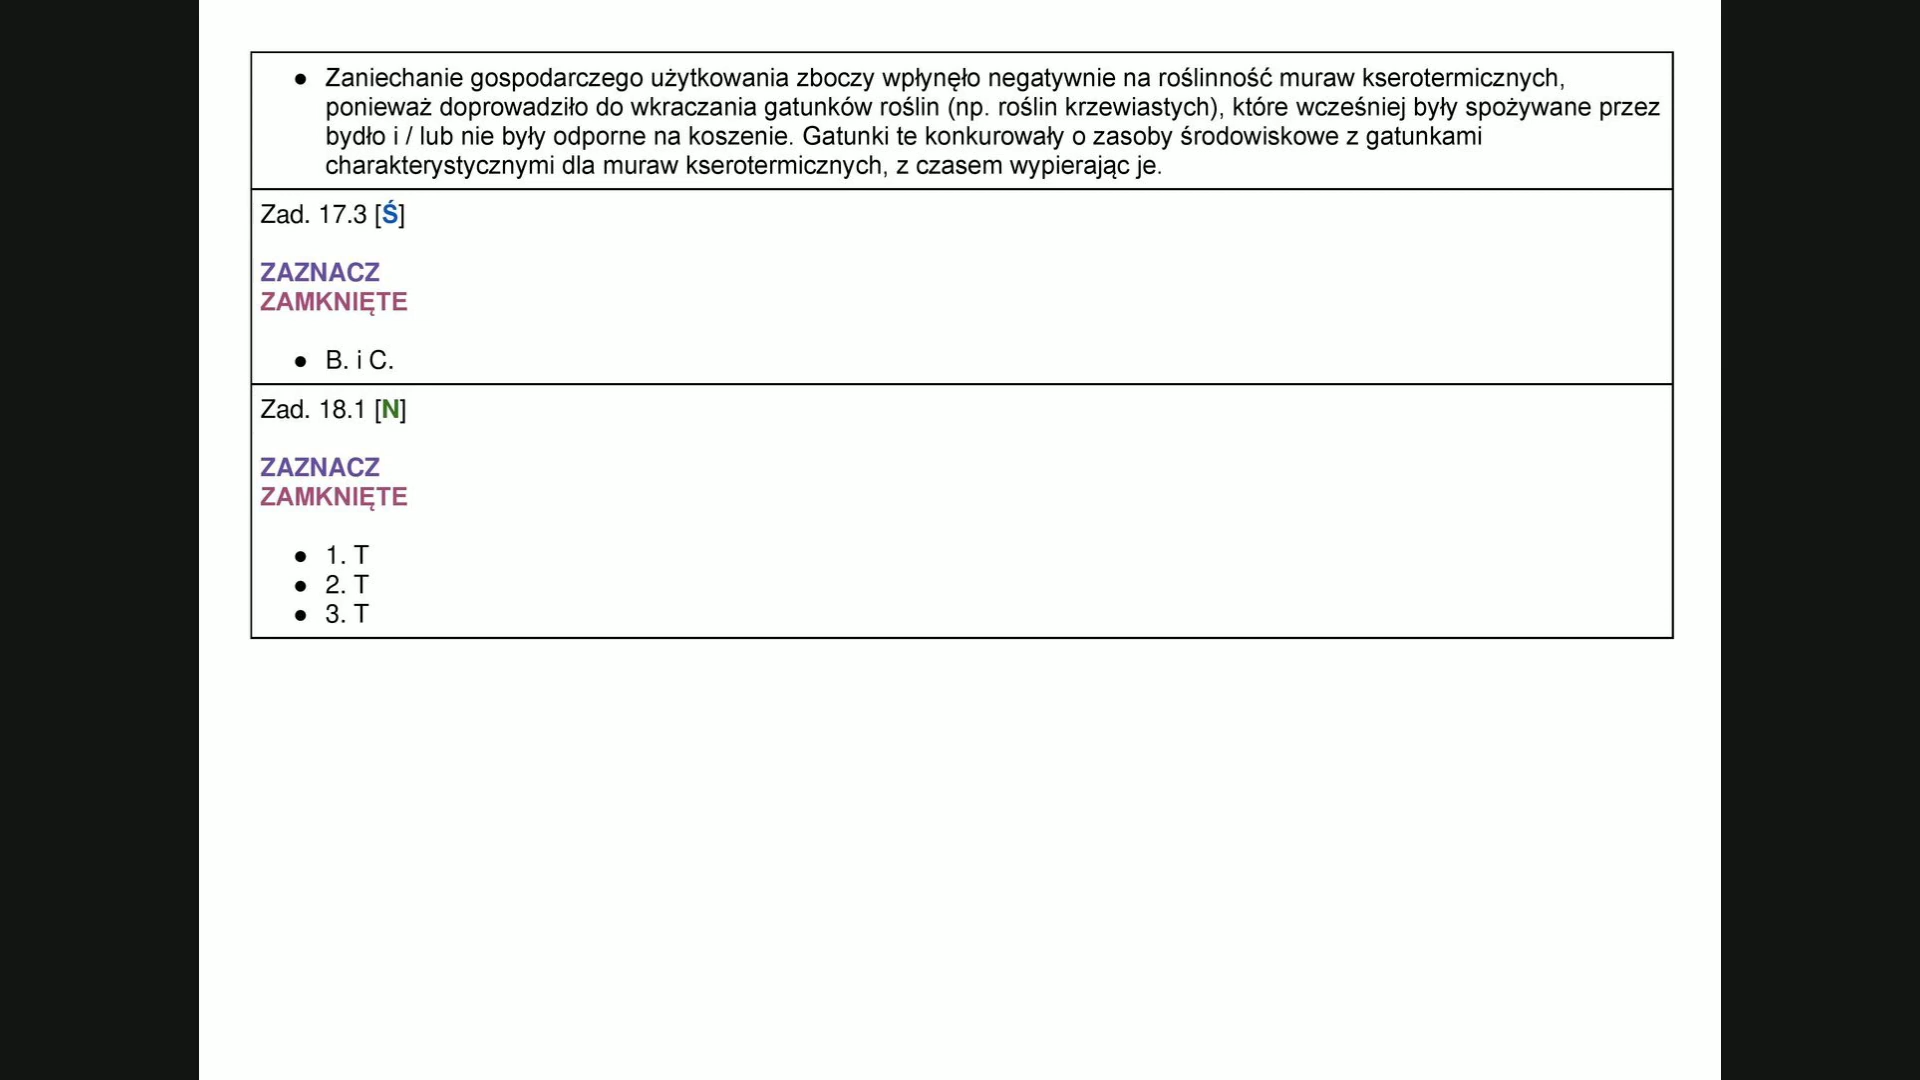 ● Zaniechanie gospodarczego użytkowania zboczy wpłynęło negatywnie na roślinność muraw kserotermicznych,
ponieważ doprowadziło do wkraczania gatunków roślin (np. roślin krzewiastych), które wcześniej były spożywane przez
bydło i / lub nie były odporne na koszenie. Gatunki te konkurowały o zasoby środowiskowe z gatunkami
charakterystycznymi dla muraw kserotermicznych, z czasem wypierając je.
Zad. 17.3 [Ś]
ZAZNACZ
ZAMKNIĘTE
● B. i C.
Zad. 18.1 [N]
ZAZNACZ
ZAMKNIĘTE
● 1. T
● 2. T
● 3. T